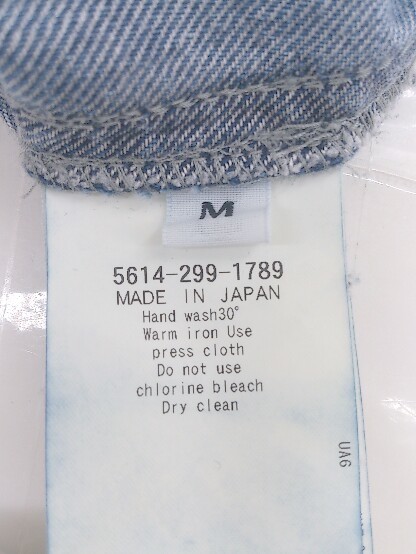 M
5614-299-1789
MADE IN JAPAN
Hand wash30°
Warm iron Use
press cloth
Do not use
chlorine bleach
Dry clean
UA6